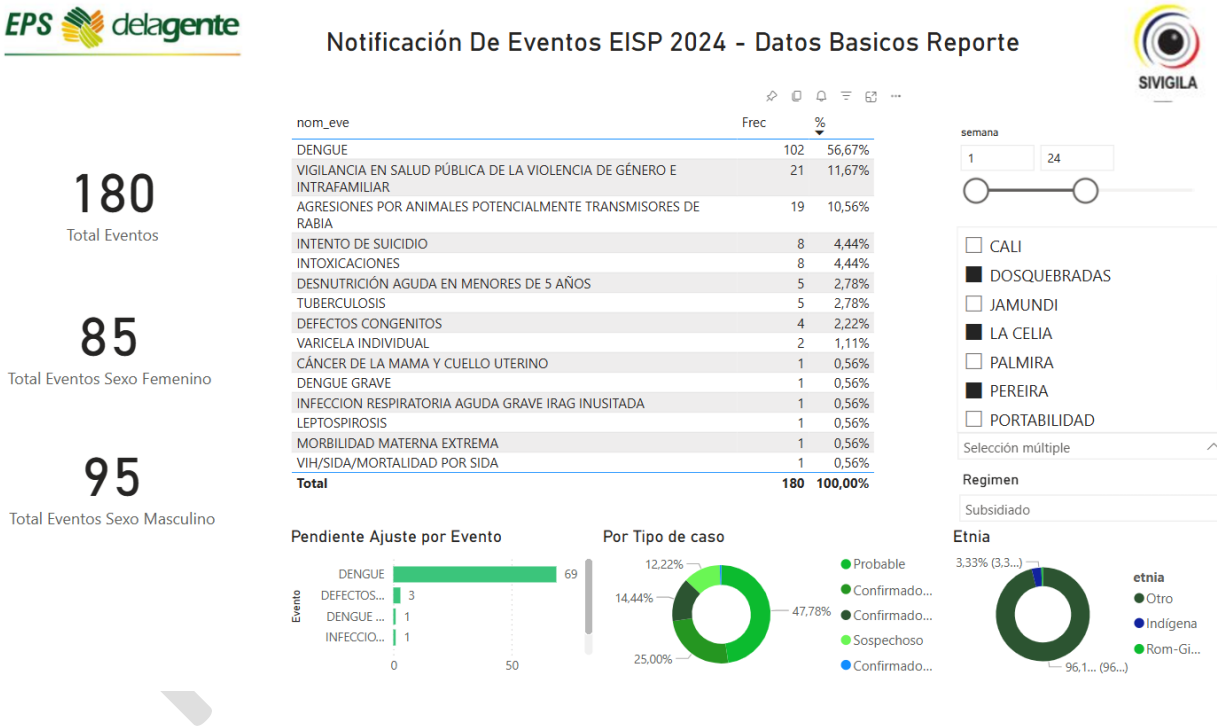 EPS delagente
Notificación De Eventos EISP 2024 - Datos Basicos Reporte
SIVIGILA
180
Total Eventos
85
Total Eventos Sexo Femenino
95
Total Eventos Sexo Masculino
nom_eve Frec %
DENGUE 102 56,67%
VIGILANCIA EN SALUD PÚBLICA DE LA VIOLENCIA DE GÉNERO E 21 11,67%
INTRAFAMILIAR
AGRESIONES POR ANIMALES POTENCIALMENTE TRANSMISORES DE 19 10,56%
RABIA
INTENTO DE SUICIDIO 8 4,44%
INTOXICACIONES 8 4,44%
DESNUTRICIÓN AGUDA EN MENORES DE 5 AÑOS 5 2,78%
TUBERCULOSIS 5 2,78%
DEFECTOS CONGENITOS 4 2,22%
VARICELA INDIVIDUAL 2 1,11%
CÁNCER DE LA MAMA Y CUELLO UTERINO 1 0,56%
DENGUE GRAVE 1 0,56%
INFECCION RESPIRATORIA AGUDA GRAVE IRAG INUSITADA 1 0,56%
LEPTOSPIROSIS 1 0,56%
MORBILIDAD MATERNA EXTREMA 1 0,56%
VIH/SIDA/MORTALIDAD POR SIDA 1 0,56%
Total 180 100,00%
semana
1 24
CALI
DOSQUEBRADAS
JAMUNDI
LA CELIA
PALMIRA
PEREIRA
PORTABILIDAD
Selección múltiple
Regimen
Subsidiado
Pendiente Ajuste por Evento
Evento
DENGUE 69
DEFECTOS... 3
DENGUE ... 1
INFECCIO... 1
0 50
Por Tipo de caso
12,22%
14,44%
47,78%
25,00%
Probable
Confirmado...
Confirmado...
Sospechoso
Confirmado...
Etnia
3,33% (3,3...)
96,1... (96...)
etnia
Otro
Indígena
Rom-Gi...